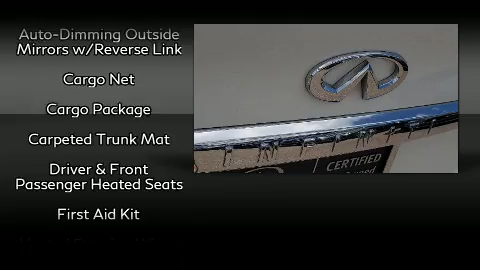 Auto-Dimming Outside
Mirrors w/Reverse Link
Cargo Net
Cargo Package
Carpeted Trunk Mat
Driver & Front
Passenger Heated Seats
First Aid Kit
CERTIFIED